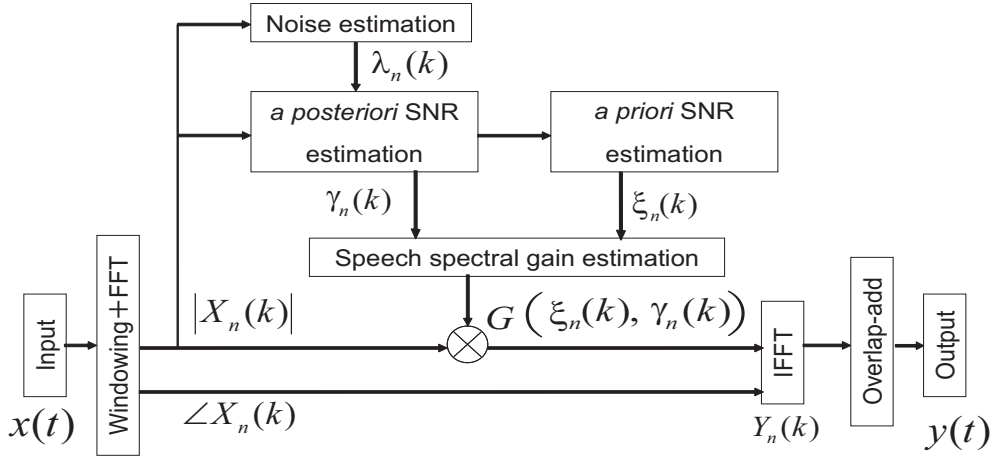 Noise estimation
λₙ(k)
a posteriori SNR
estimation
a priori SNR
estimation
γₙ(k)
ξₙ(k)
Speech spectral gain estimation
|Xₙ(k)|
G ( ξₙ(k), γₙ(k) )
Input
x(t)
Windowing+FFT
∠Xₙ(k)
IFFT
Yₙ(k)
Overlap-add
Output
y(t)